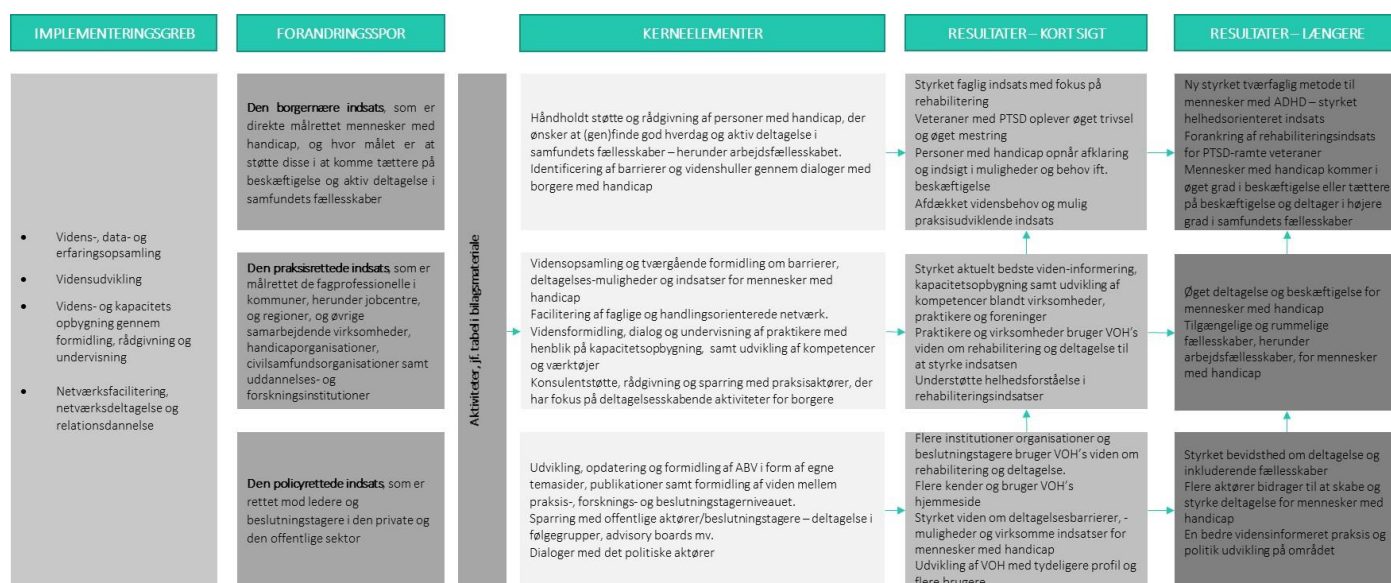 IMPLEMENTERINGSGREB
FORANDRINGSSPOR
KERNEELEMENTER
RESULTATER – KORT SIGT
RESULTATER – LÆNGERE
Videns-, data- og
erfaringsopsamling
Vidensudvikling
Videns- og kapacitets
opbygning gennem
formidling, rådgivning og
undervisning
Netværksfacilitering,
netværksdeltagelse og
relationsdannelse
Den borgernære indsats, som er
direkte målrettet mennesker med
handicap, og hvor målet er at
støtte disse i at komme tættere på
beskæftigelse og aktiv deltagelse i
samfundets fællesskaber
Den praksisrettede indsats, som er
målrettet de fagprofessionelle i
kommuner, herunder jobcentre,
og regioner, og øvrige
samarbejdende virksomheder,
handicaporganisationer,
civilsamfundsorganisationer samt
uddannelses- og
forskningsinstitutioner
Den policyrettede indsats, som er
rettet mod ledere og
beslutningstagere i den private og
den offentlige sektor
Aktiviteter, jf. tabel i bilagsmateriale
Håndholdt støtte og rådgivning af personer med handicap, der
ønsker at (gen)finde god hverdag og aktiv deltagelse i
samfundets fællesskaber – herunder arbejdsfællesskabet.
Identificering af barrierer og videnshuller gennem dialoger med
borgere med handicap
Vidensopsamling og tværgående formidling om barrierer,
deltagelses-muligheder og indsatser for mennesker med
handicap
Facilitering af faglige og handlingsorienterede netværk.
Vidensformidling, dialog og undervisning af praktikere med
henblik på kapacitetsopbygning, samt udvikling af kompetencer
og værktøjer
Konsulentstøtte, rådgivning og sparring med praksisaktører, der
har fokus på deltagelsesskabende aktiviteter for borgere
Udvikling, opdatering og formidling af ABV i form af egne
temasider, publikationer samt formidling af viden mellem
praksis-, forsknings- og beslutningstagerniveauet.
Sparring med offentlige aktører/beslutningstagere – deltagelse i
følgegrupper, advisory boards mv.
Dialoger med det politiske aktører
Styrket faglig indsats med fokus på
rehabilitering
Veteraner med PTSD oplever øget trivsel
og øget mestring
Personer med handicap opnår afklaring
og indsigt i muligheder og behov ift.
beskæftigelse
Afdækket vidensbehov og mulig
praksisudviklende indsats
Styrket aktuelt bedste viden-informering,
kapacitetsopbygning samt udvikling af
kompetencer blandt virksomheder,
praktikere og foreninger
Praktikere og virksomheder bruger VOH's
viden om rehabilitering og deltagelse til
at styrke indsatsen
Understøtte helhedsforståelse i
rehabiliteringsindsatser
Flere institutioner organisationer og
beslutningstagere bruger VOH's viden om
rehabilitering og deltagelse.
Flere kender og bruger VOH's
hjemmeside
Styrket viden om deltagelsesbarrierer, -
muligheder og virksomme indsatser for
mennesker med handicap
Udvikling af VOH med tydeligere profil og
flere brugere
Ny styrket tværfaglig metode til
mennesker med ADHD – styrket
helhedsorienteret indsats
Forankring af rehabiliteringsindsats
for PTSD-ramte veteraner
Mennesker med handicap kommer i
øget grad i beskæftigelse eller tættere
på beskæftigelse og deltager i højere
grad i samfundets fællesskaber
Øget deltagelse og beskæftigelse for
mennesker med handicap
Tilgængelige og rummelige
fællesskaber, herunder
arbejdsfællesskaber, for mennesker
med handicap
Styrket bevidsthed om deltagelse og
inkluderende fællesskaber
Flere aktører bidrager til at skabe og
styrke deltagelse for mennesker med
handicap
En bedre vidensinformeret praksis og
politik udvikling på området